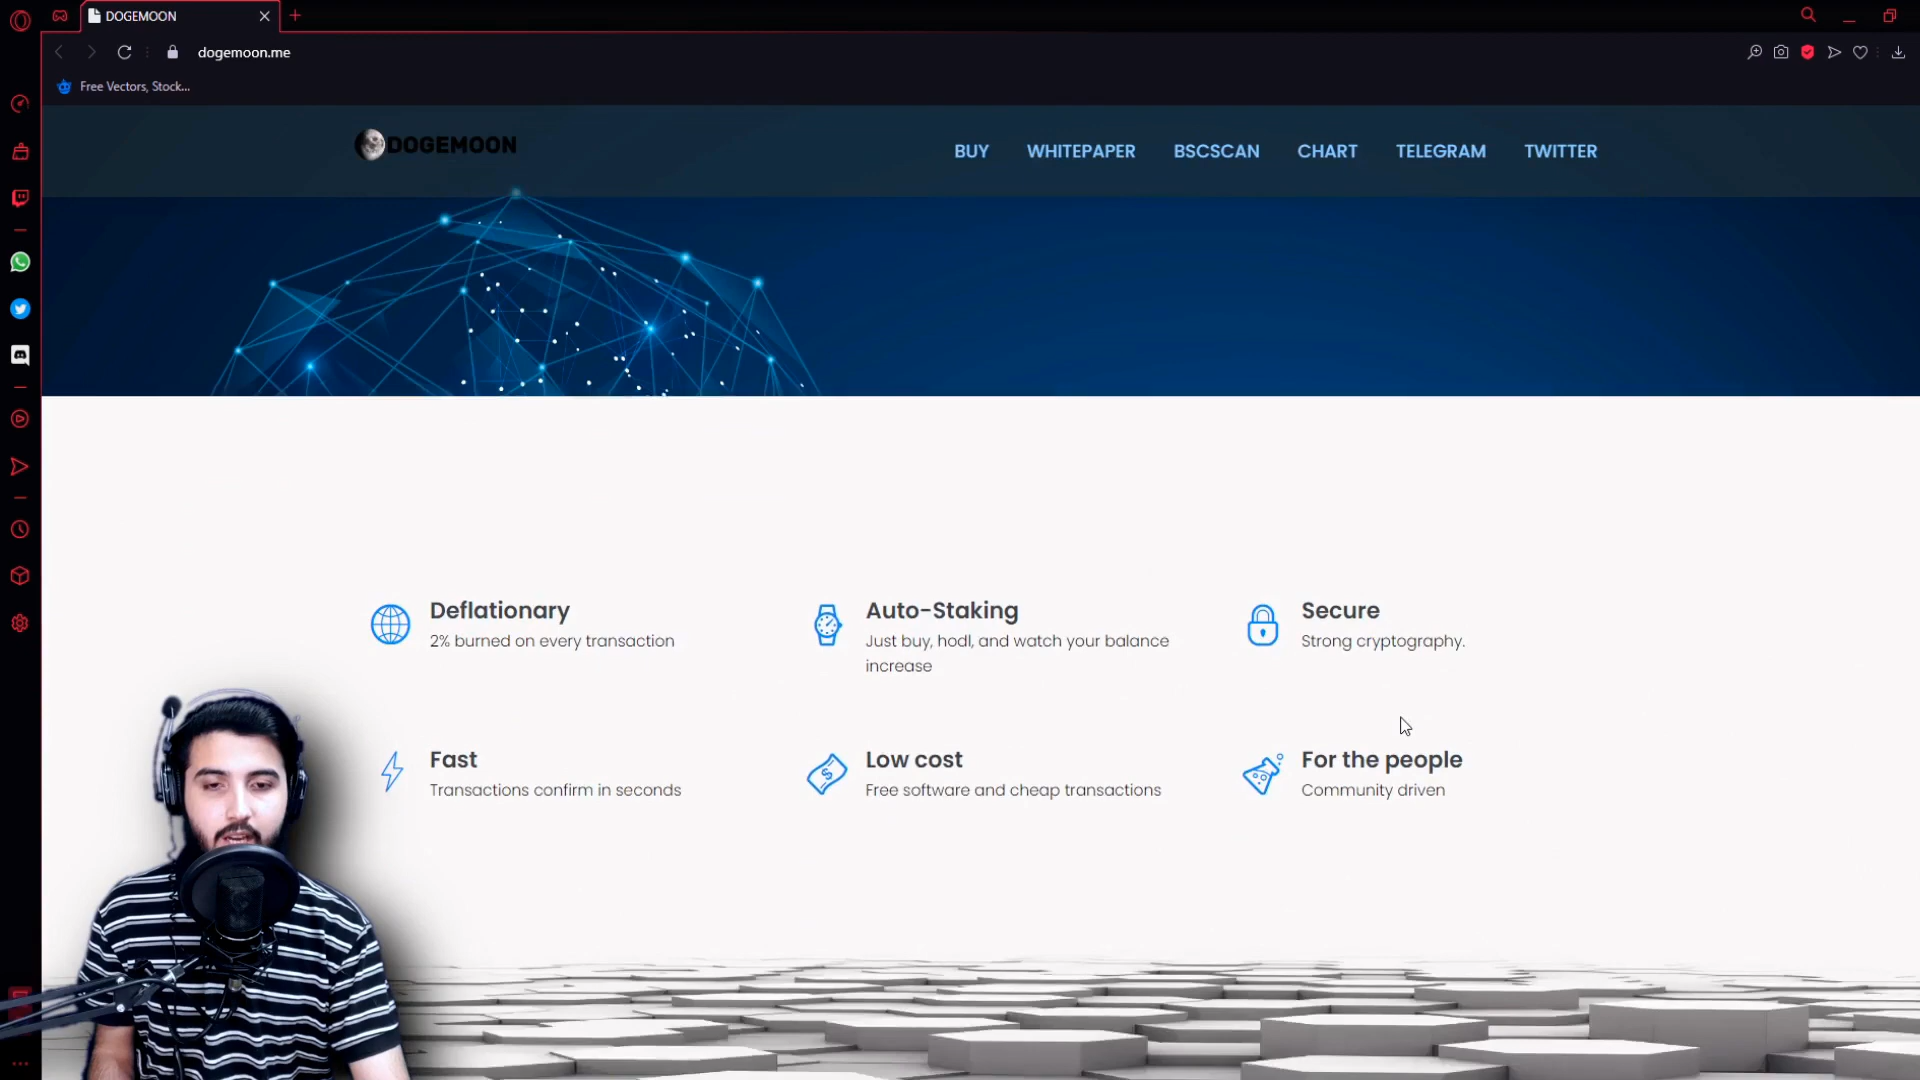 DOGEMOON
dogemoon.me
Free Vectors, Stock...
DOGEMOON
BUY WHITEPAPER BSCSCAN CHART TELEGRAM TWITTER
Deflationary
2% burned on every transaction
Auto-Staking
Just buy, hodl, and watch your balance
increase
Secure
Strong cryptography.
Fast
Transactions confirm in seconds
Low cost
Free software and cheap transactions
For the people
Community driven